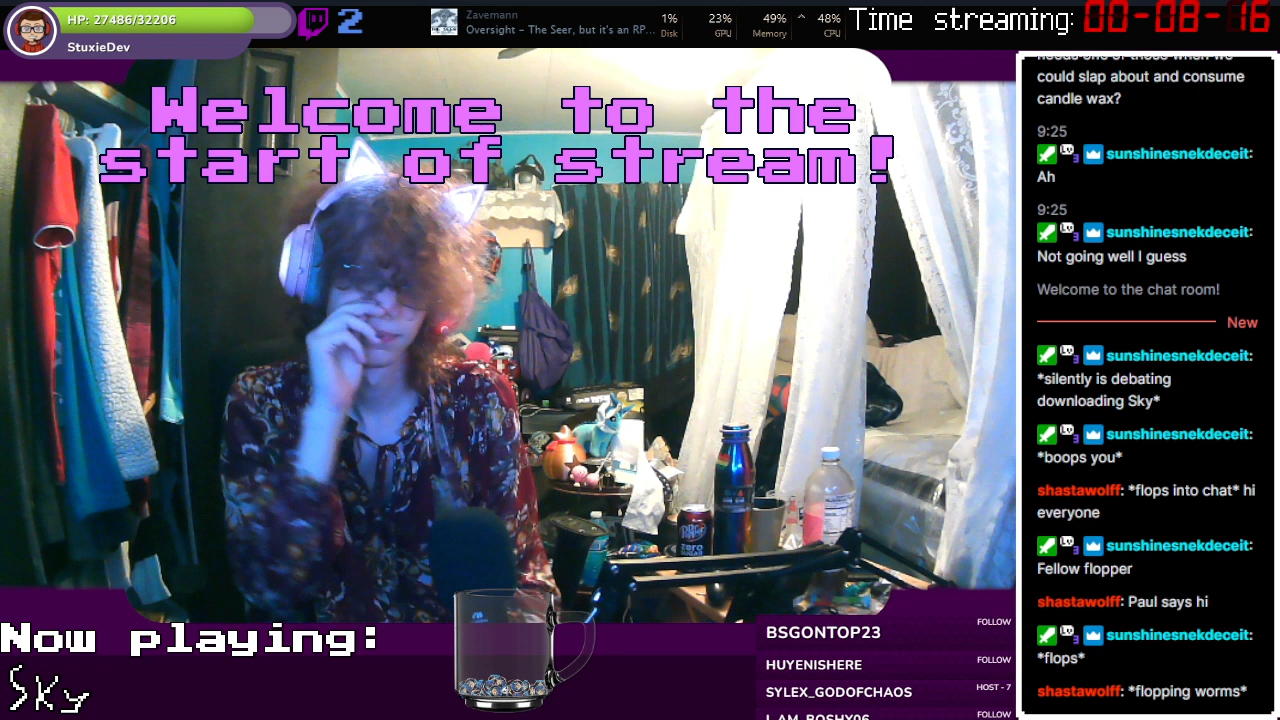 HP: 27486/32206
StuxieDev
2
Zavemann
Oversight - The Seer, but it's an RP...
1%
Disk
23%
GPU
49%
Memory
48%
CPU
Time streaming:
00-08-16
Welcome to the
start of stream!
could slap about and consume
candle wax?
9:25
sunshinesnekdeceit:
Ah
9:25
sunshinesnekdeceit:
Not going well I guess
Welcome to the chat room!
New
sunshinesnekdeceit:
*silently is debating
downloading Sky*
sunshinesnekdeceit:
*boops you*
shastawolff: *flops into chat* hi
everyone
sunshinesnekdeceit:
Fellow flopper
shastawolff: Paul says hi
sunshinesnekdeceit:
*flops*
shastawolff: *flopping worms*
Now playing:
Sky
BSGONTOP23
FOLLOW
HUYENISHERE
FOLLOW
SYLEX_GODOFCHAOS
HOST - 7
FOLLOW